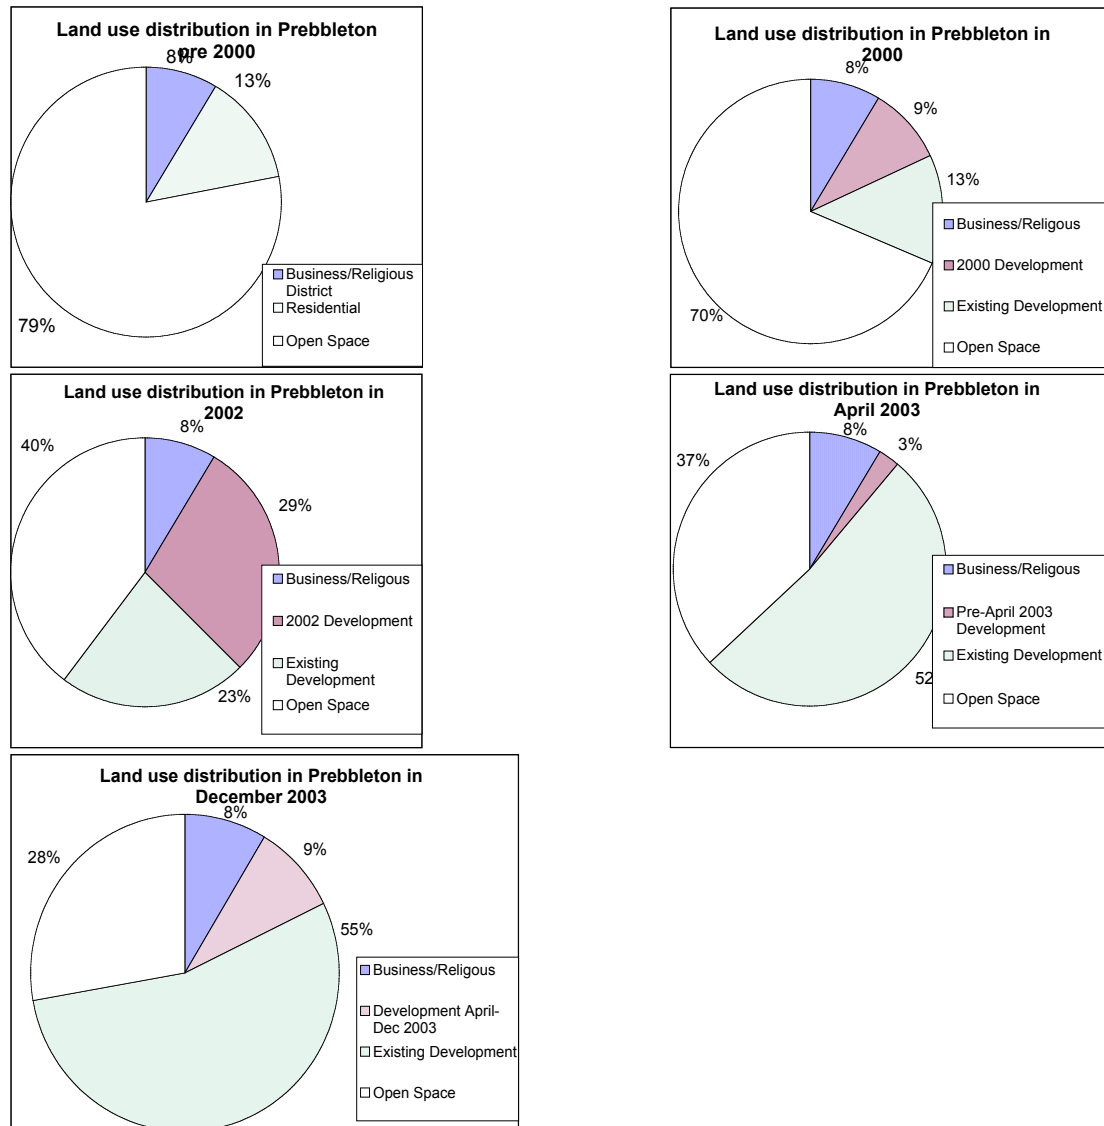 Land use distribution in Prebbleton
pre 2000
8%
13%
79%
Business/Religious
District
Residential
Open Space
Land use distribution in Prebbleton in
2000
8%
9%
13%
70%
Business/Religous
2000 Development
Existing Development
Open Space
Land use distribution in Prebbleton in
2002
8%
40%
29%
23%
Business/Religous
2002 Development
Existing
Development
Open Space
Land use distribution in Prebbleton in
April 2003
8%
3%
37%
52
Business/Religous
Pre-April 2003
Development
Existing Development
Open Space
Land use distribution in Prebbleton in
December 2003
8%
9%
28%
55%
Business/Religous
Development April-
Dec 2003
Existing Development
Open Space